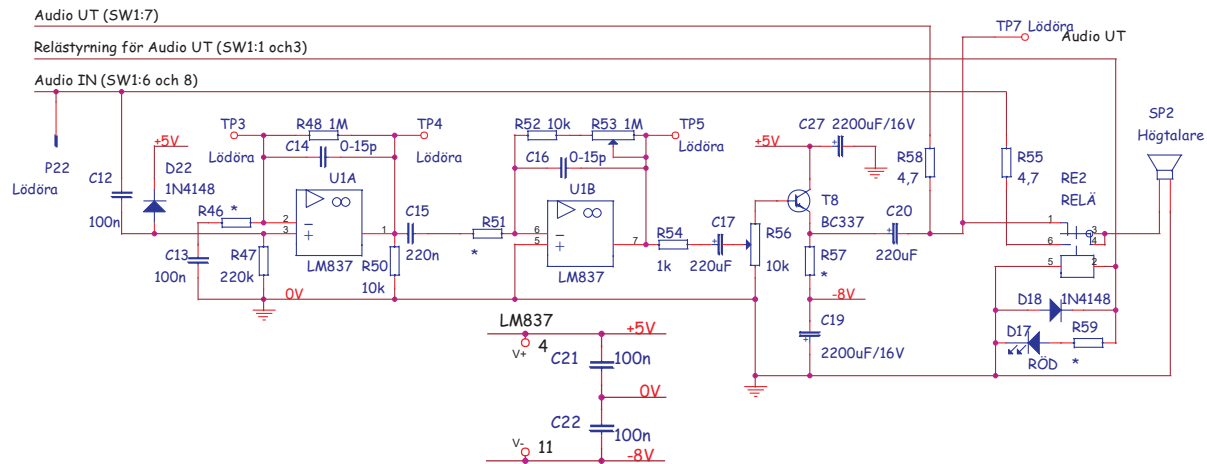 Audio UT (SW1:7)
TP7 Lödöra
Audio UT
Relästyrning för Audio UT (SW1:1 och3)
Audio IN (SW1:6 och 8)
P22
Lödöra
C12
100n
+5V
D22
1N4148
TP3
Lödöra
R48 1M
C14 0-15p
TP4
Lödöra
U1A
R46 *
2
3
1
LM837
C13
100n
R47
220k
0V
R50
10k
C15
220n
R51
*
R52 10k
R53 1M
C16 0-15p
TP5
Lödöra
U1B
6
5
7
LM837
R54
1k
C17
220uF
R56
10k
+5V
C27 2200uF/16V
T8
BC337
R57
*
-8V
C19
2200uF/16V
C20
220uF
R58
4,7
R55
4,7
SP2
Högtalare
RE2
RELÄ
1
3
6
4
5
2
D18 1N4148
D17
RÖD
R59
*
LM837
+5V
V+ 4
C21
100n
0V
C22
100n
V- 11
-8V